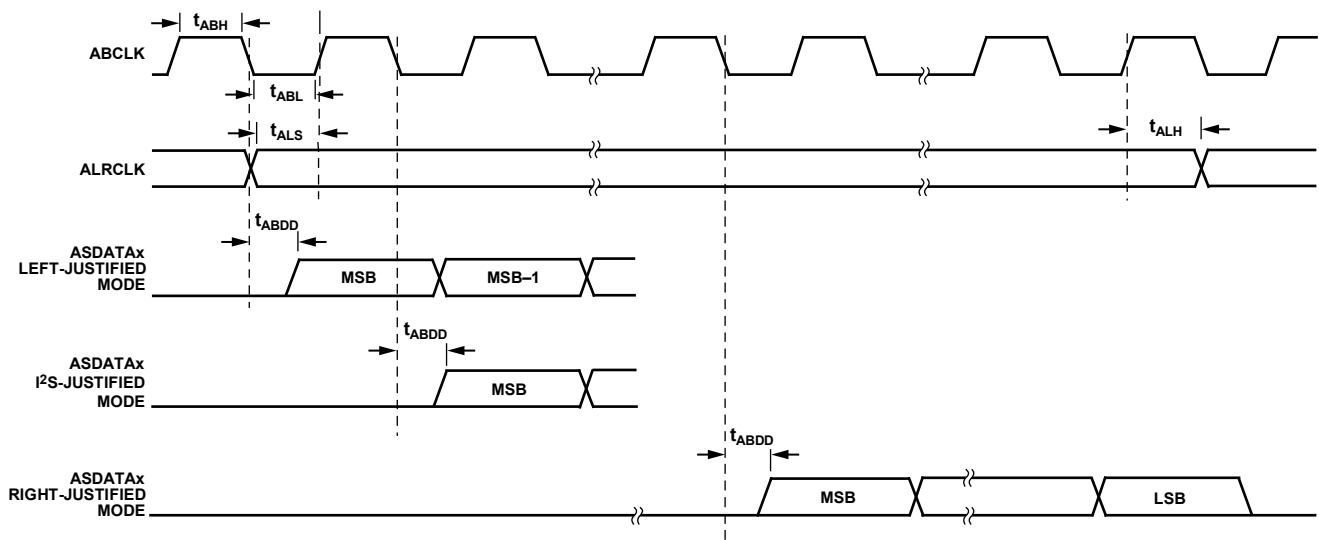 tABH
ABCLK
tABL
tALS
tALH
ALRCLK
tABDD
ASDATAx
LEFT-JUSTIFIED
MODE
MSB
MSB–1
tABDD
ASDATAx
I²S-JUSTIFIED
MODE
MSB
tABDD
ASDATAx
RIGHT-JUSTIFIED
MODE
MSB
LSB